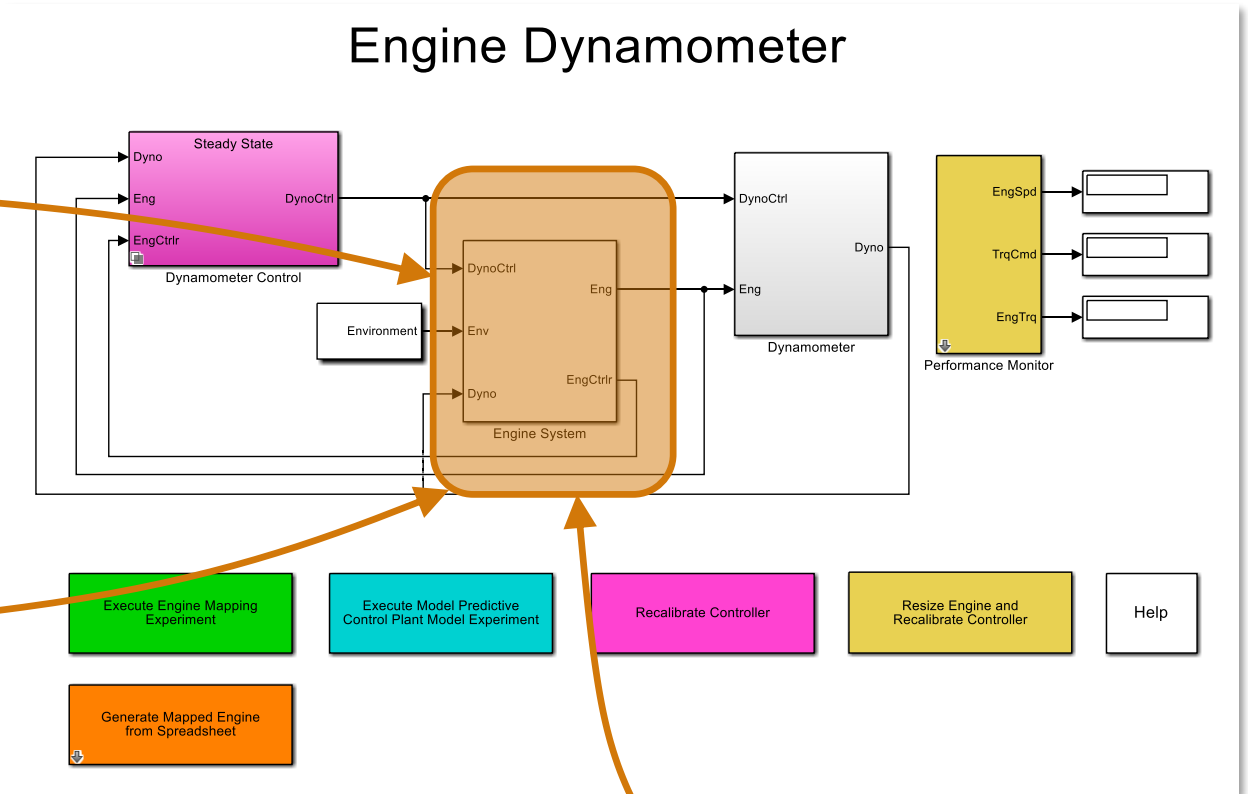 Engine Dynamometer
Steady State
Dyno
Eng
DynoCtrl
EngCtrlr
Dynamometer Control
Environment
DynoCtrl
Eng
Env
EngCtrlr
Dyno
Engine System
DynoCtrl
Dyno
Eng
Dynamometer
EngSpd
TrqCmd
EngTrq
Performance Monitor
Execute Engine Mapping
Experiment
Execute Model Predictive
Control Plant Model Experiment
Recalibrate Controller
Resize Engine and
Recalibrate Controller
Help
Generate Mapped Engine
from Spreadsheet